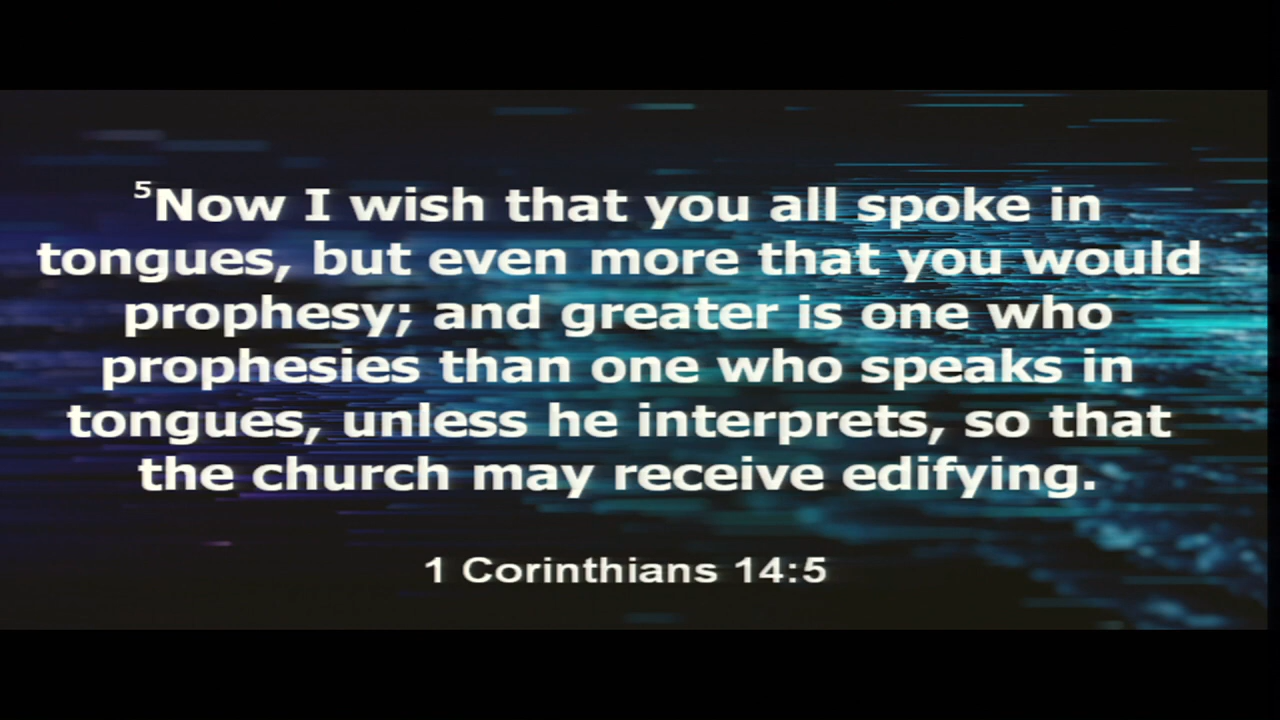 ⁵Now I wish that you all spoke in
tongues, but even more that you would
prophesy; and greater is one who
prophesies than one who speaks in
tongues, unless he interprets, so that
the church may receive edifying.
1 Corinthians 14:5